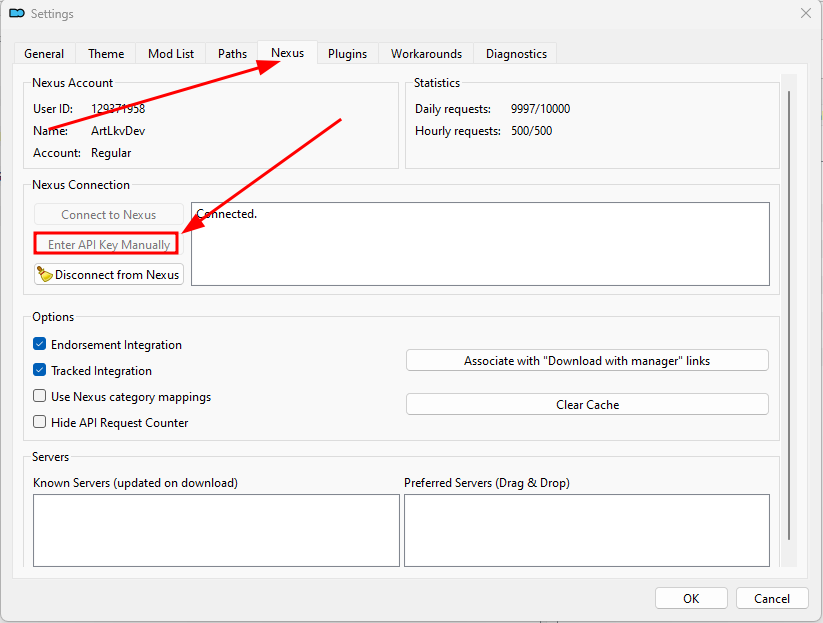 Settings
General Theme Mod List Paths Nexus Plugins Workarounds Diagnostics
Nexus Account
User ID: 129371958
Name: ArtLkvDev
Account: Regular
Statistics
Daily requests: 9997/10000
Hourly requests: 500/500
Nexus Connection
Connect to Nexus
Enter API Key Manually
Disconnect from Nexus
Connected.
Options
Endorsement Integration
Tracked Integration
Use Nexus category mappings
Hide API Request Counter
Associate with "Download with manager" links
Clear Cache
Servers
Known Servers (updated on download)
Preferred Servers (Drag & Drop)
OK Cancel